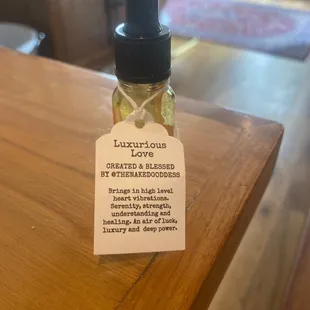 Luxurious
Love
CREATED & BLESSED
BY @THENAKEDGODDESS
Brings in high level
heart vibrations.
Serenity, strength,
understanding and
healing. An air of luck,
luxury and deep power.